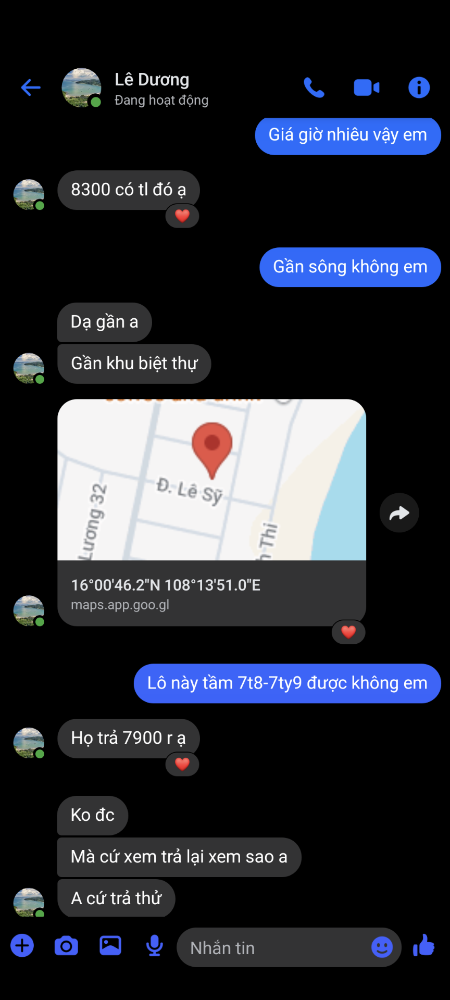 Lê Dương
Đang hoạt động
Giá giờ nhiêu vậy em
8300 có tl đó ạ
Gần sông không em
Dạ gần a
Gần khu biệt thự
Đ. Lê Sỹ
Lương 32
h Thi
16°00'46.2"N 108°13'51.0"E
maps.app.goo.gl
Lô này tầm 7t8-7ty9 được không em
Họ trả 7900 r ạ
Ko đc
Mà cứ xem trả lại xem sao a
A cứ trả thử
Nhắn tin